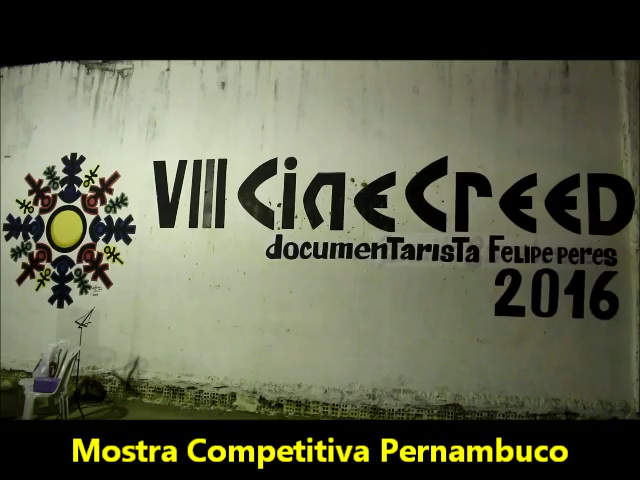 VIII CineCreed
documentarista Felipe peres
2016
Mostra Competitiva Pernambuco